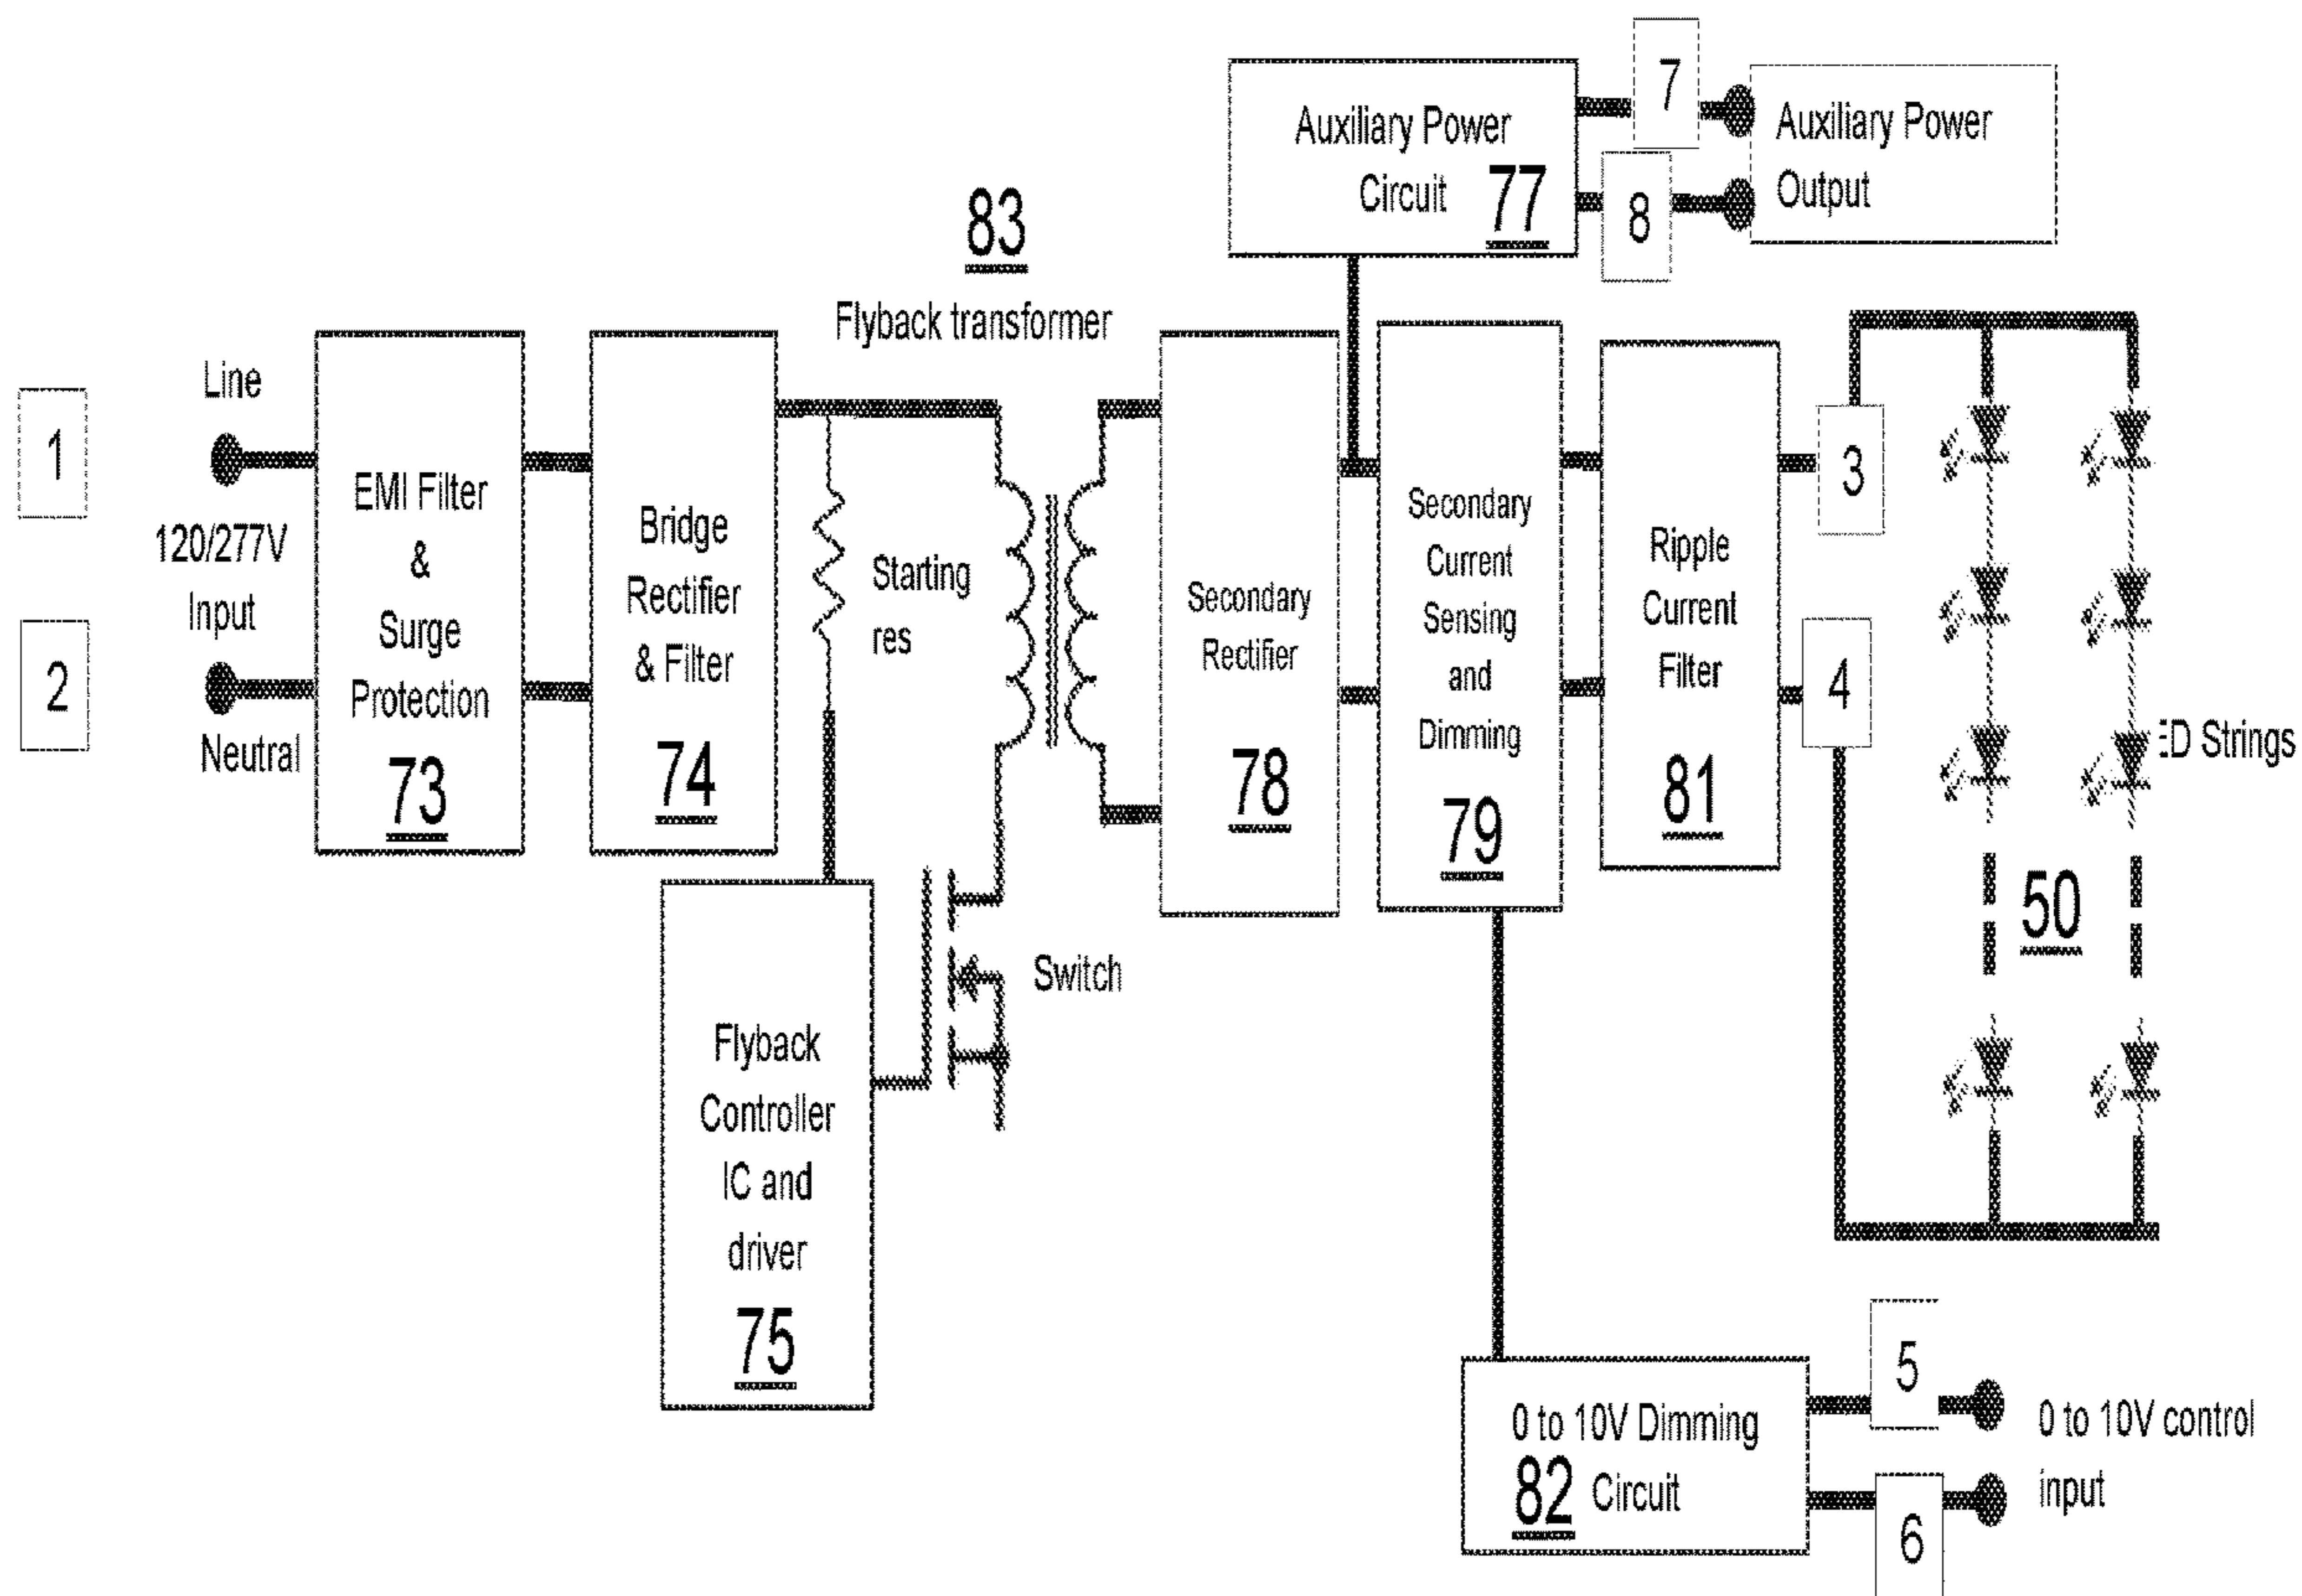 7
Auxiliary Power
Circuit
77
8
Auxiliary Power
Output
83
Flyback transformer
1
Line
120/277V
Input
2
Neutral
EMI Filter
&
Surge
Protection
73
Bridge
Rectifier
& Filter
74
Starting
res
Secondary
Rectifier
78
Secondary
Current
Sensing
and
Dimming
79
Ripple
Current
Filter
81
3
4
ED Strings
50
Switch
Flyback
Controller
IC and
driver
75
0 to 10V Dimming
82 Circuit
5
6
0 to 10V control
input